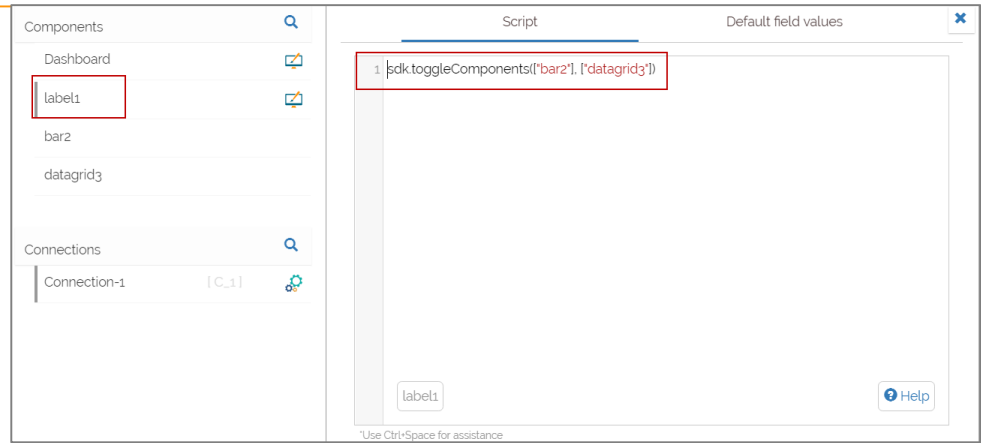 Components
Dashboard
label1
bar2
datagrid3
Connections
Connection-1 [ C_1 ]
Script Default field values
1 sdk.toggleComponents(["bar2"], ["datagrid3"])
label1
Help
*Use Ctrl+Space for assistance